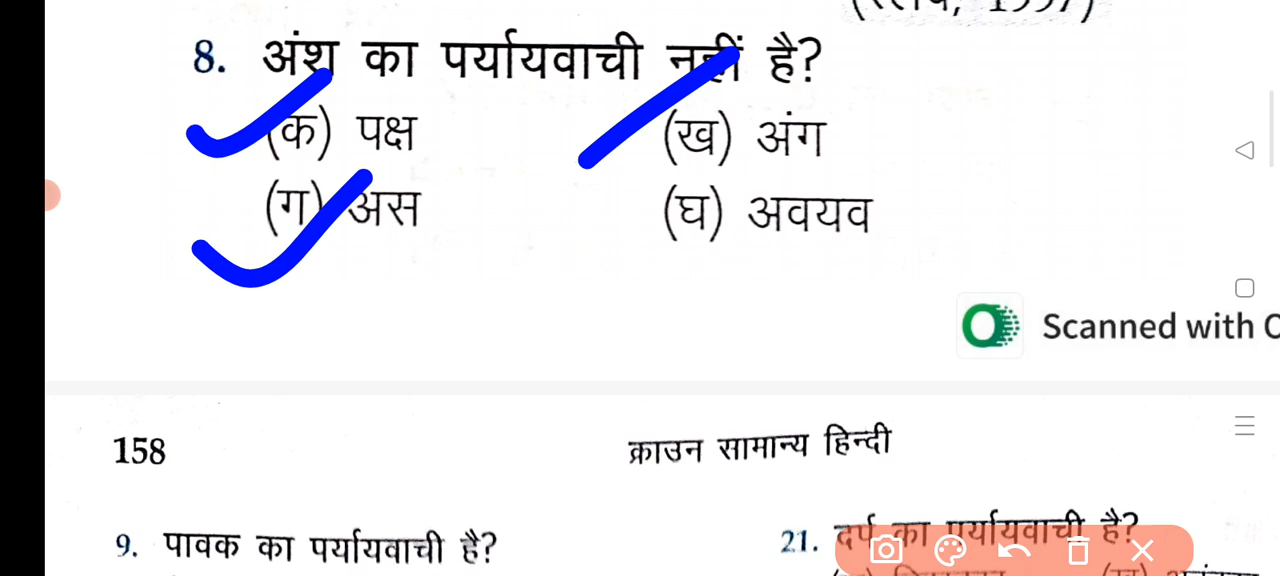 8. अंश का पर्यायवाची नहीं है?
(क) पक्ष (ख) अंग
(ग) अस (घ) अवयव
Scanned with
158 क्राउन सामान्य हिन्दी
9. पावक का पर्यायवाची है?
21. दर्प का पर्यायवाची है?